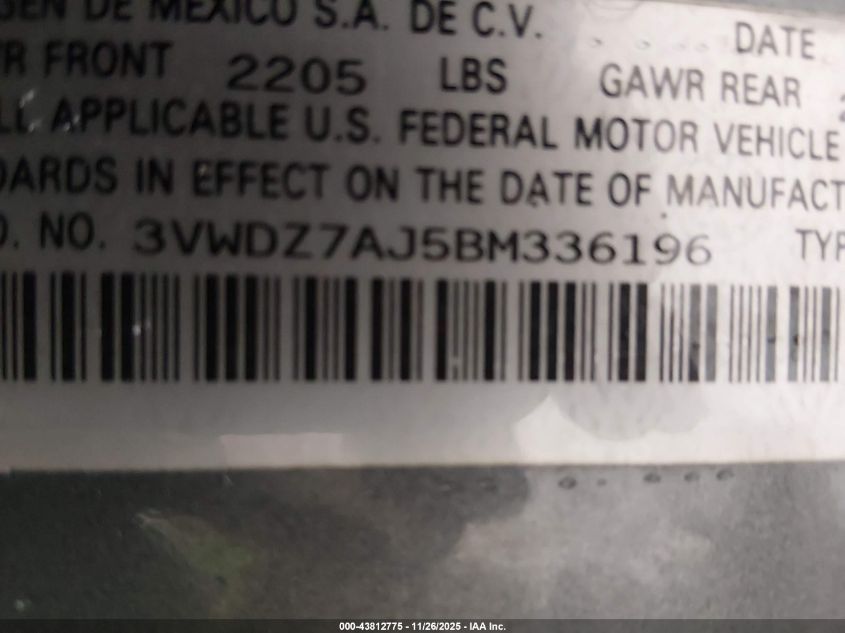 GEN DE MEXICO S.A. DE C.V. DATE
R FRONT 2205 LBS GAWR REAR
LL APPLICABLE U.S. FEDERAL MOTOR VEHICLE
DARDS IN EFFECT ON THE DATE OF MANUFACT
D. NO. 3VWDZ7AJ5BM336196 TYP
000-43812775 - 11/26/2025 - IAA Inc.